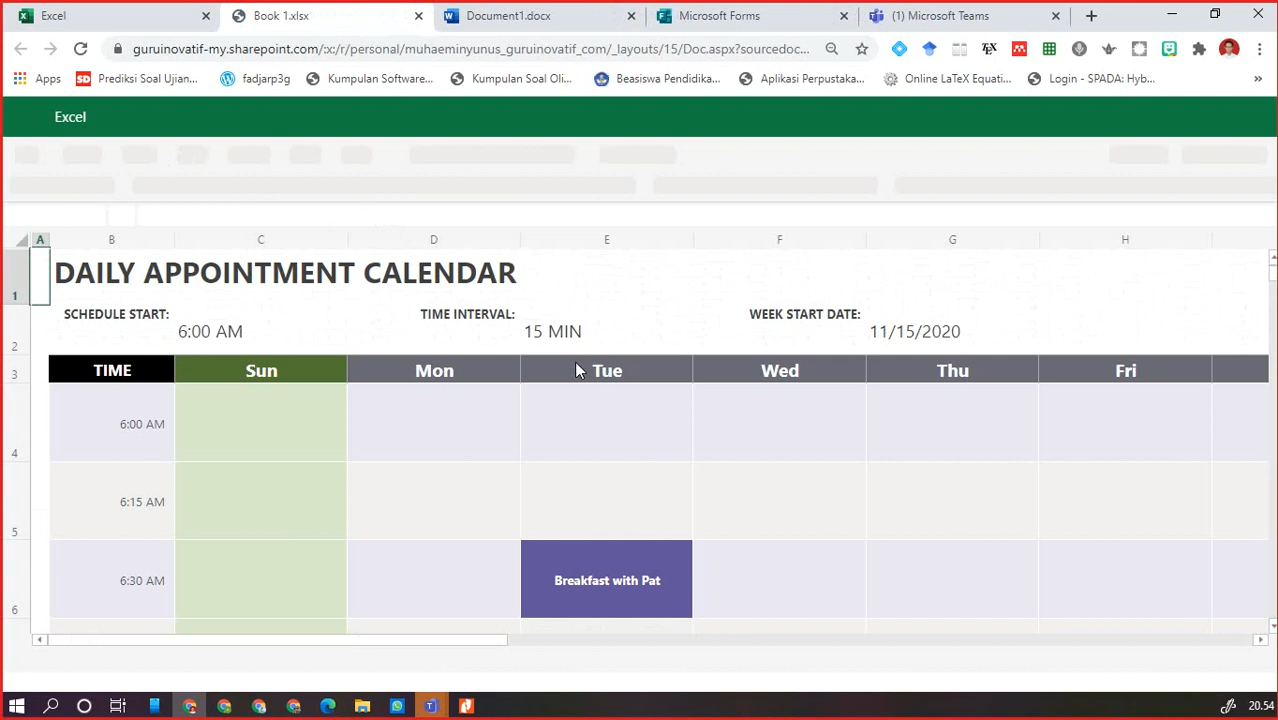 Excel
Book 1.xlsx
Document1.docx
Microsoft Forms
(1) Microsoft Teams
guruinovatif-my.sharepoint.com/:x:/r/personal/muhaeminyunus_guruinovatif_com/_layouts/15/Doc.aspx?sourcedoc...
Apps
Prediksi Soal Ujian...
fadjarp3g
Kumpulan Software...
Kumpulan Soal Oli...
Beasiswa Pendidika...
Aplikasi Perpustaka...
Online LaTeX Equati...
Login - SPADA: Hyb...
Excel
A B C D E F G H
1 DAILY APPOINTMENT CALENDAR
SCHEDULE START: TIME INTERVAL: WEEK START DATE:
2 6:00 AM 15 MIN 11/15/2020
3 TIME Sun Mon Tue Wed Thu Fri
6:00 AM
4
6:15 AM
5
6:30 AM Breakfast with Pat
6
20.54